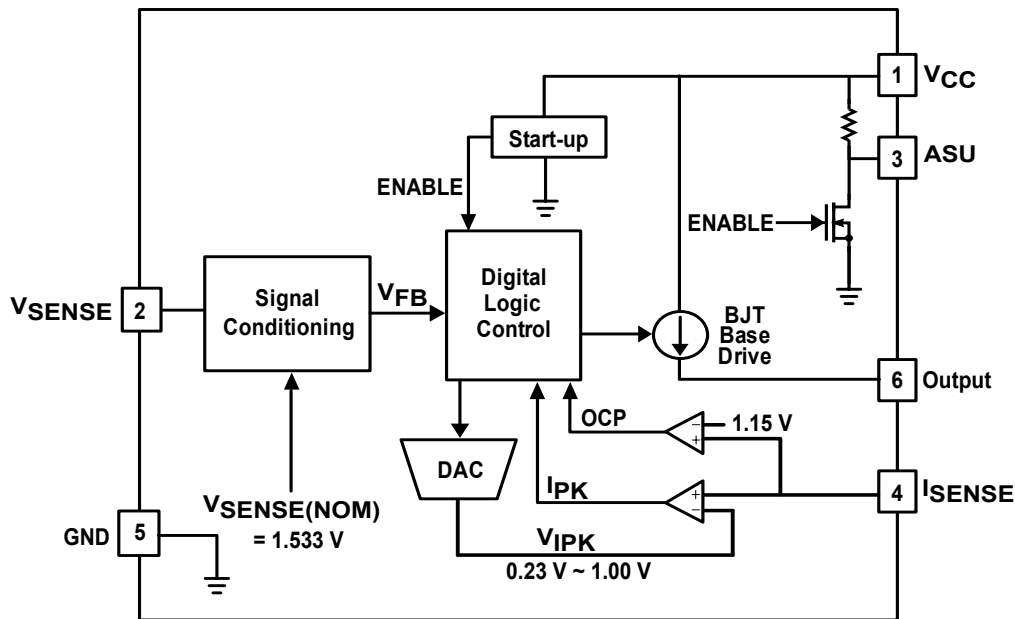 1
VCC
Start-up
3
ASU
ENABLE
ENABLE
VSENSE
2
Signal
Conditioning
VFB
Digital
Logic
Control
BJT
Base
Drive
6
Output
OCP
−
+
1.15 V
DAC
IPK
+
−
4
ISENSE
VSENSE(NOM)
= 1.533 V
GND
5
VIPK
0.23 V ~ 1.00 V